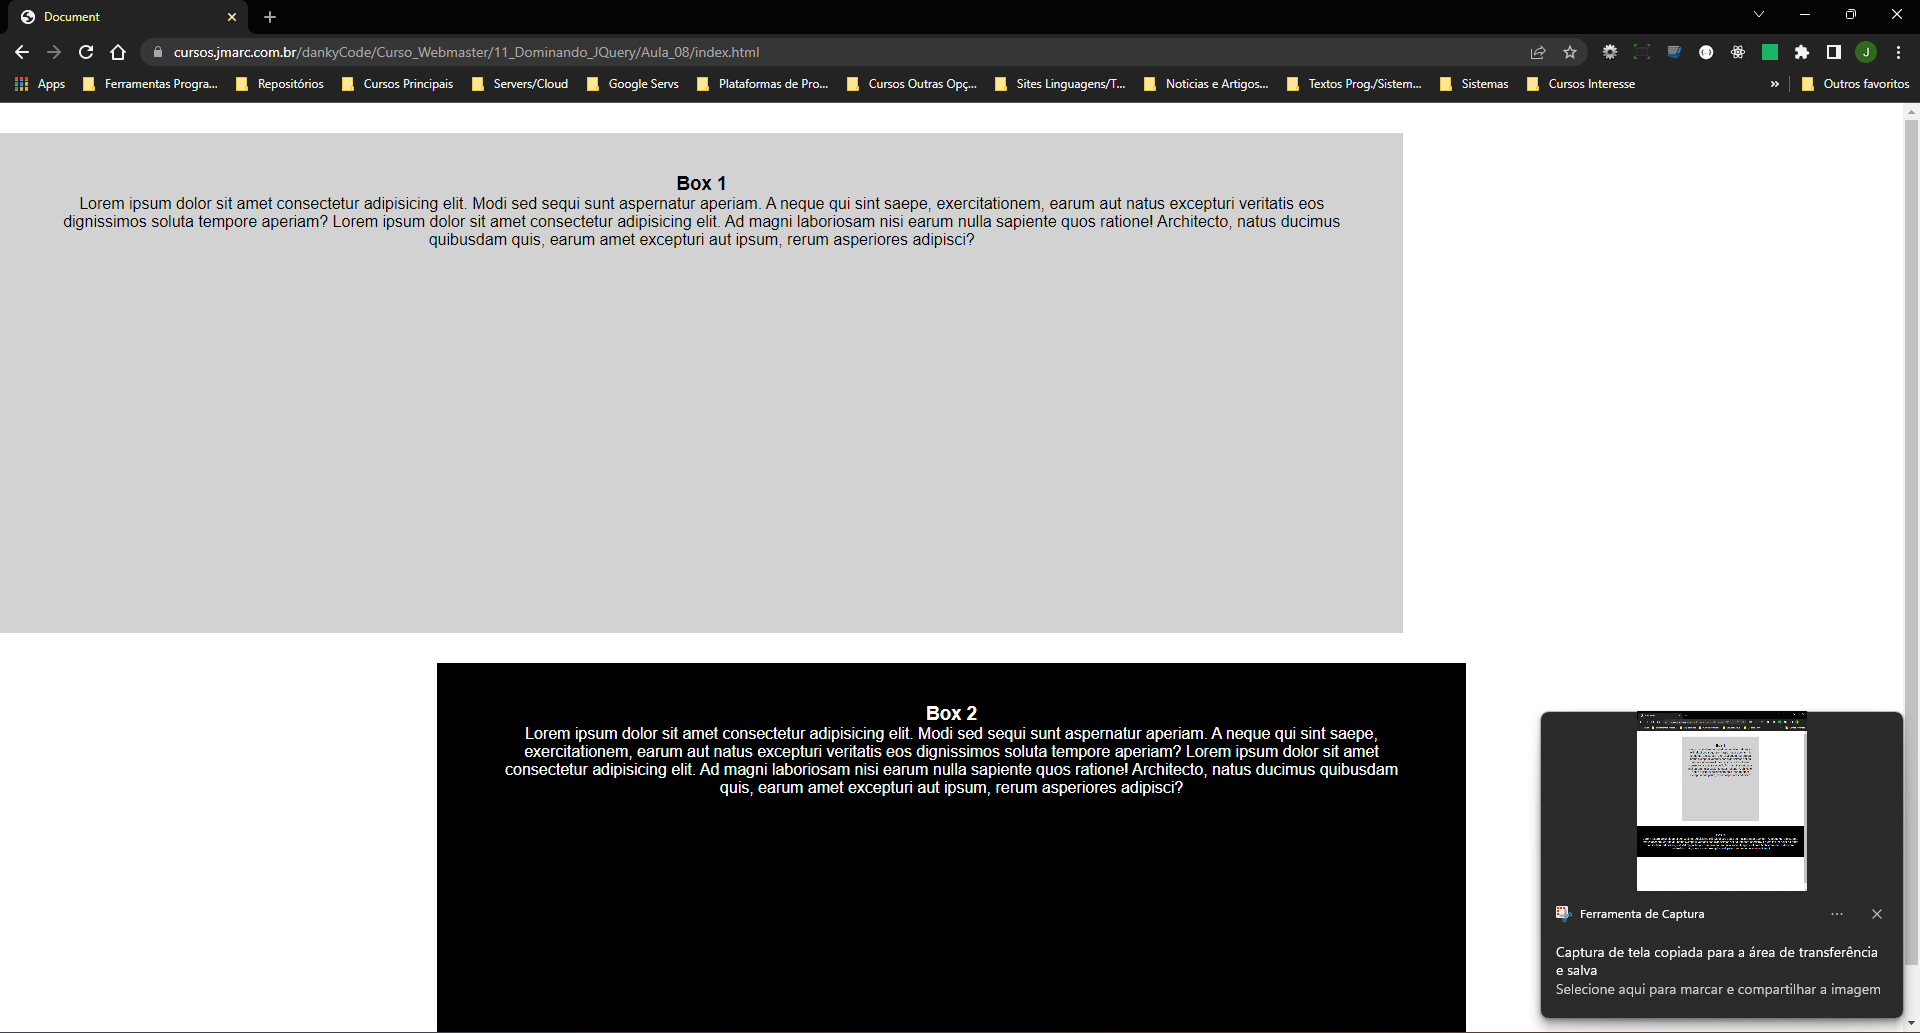 Document
cursos.jmarc.com.br/dankyCode/Curso_Webmaster/11_Dominando_JQuery/Aula_08/index.html
J
Apps Ferramentas Progra... Repositórios Cursos Principais Servers/Cloud Google Servs Plataformas de Pro... Cursos Outras Opç... Sites Linguagens/T... Noticias e Artigos... Textos Prog./Sistem... Sistemas Cursos Interesse » Outros favoritos
Box 1
Lorem ipsum dolor sit amet consectetur adipisicing elit. Modi sed sequi sunt aspernatur aperiam. A neque qui sint saepe, exercitationem, earum aut natus excepturi veritatis eos
dignissimos soluta tempore aperiam? Lorem ipsum dolor sit amet consectetur adipisicing elit. Ad magni laboriosam nisi earum nulla sapiente quos ratione! Architecto, natus ducimus
quibusdam quis, earum amet excepturi aut ipsum, rerum asperiores adipisci?
Box 2
Lorem ipsum dolor sit amet consectetur adipisicing elit. Modi sed sequi sunt aspernatur aperiam. A neque qui sint saepe,
exercitationem, earum aut natus excepturi veritatis eos dignissimos soluta tempore aperiam? Lorem ipsum dolor sit amet
consectetur adipisicing elit. Ad magni laboriosam nisi earum nulla sapiente quos ratione! Architecto, natus ducimus quibusdam
quis, earum amet excepturi aut ipsum, rerum asperiores adipisci?
Ferramenta de Captura
Captura de tela copiada para a área de transferência
e salva
Selecione aqui para marcar e compartilhar a imagem